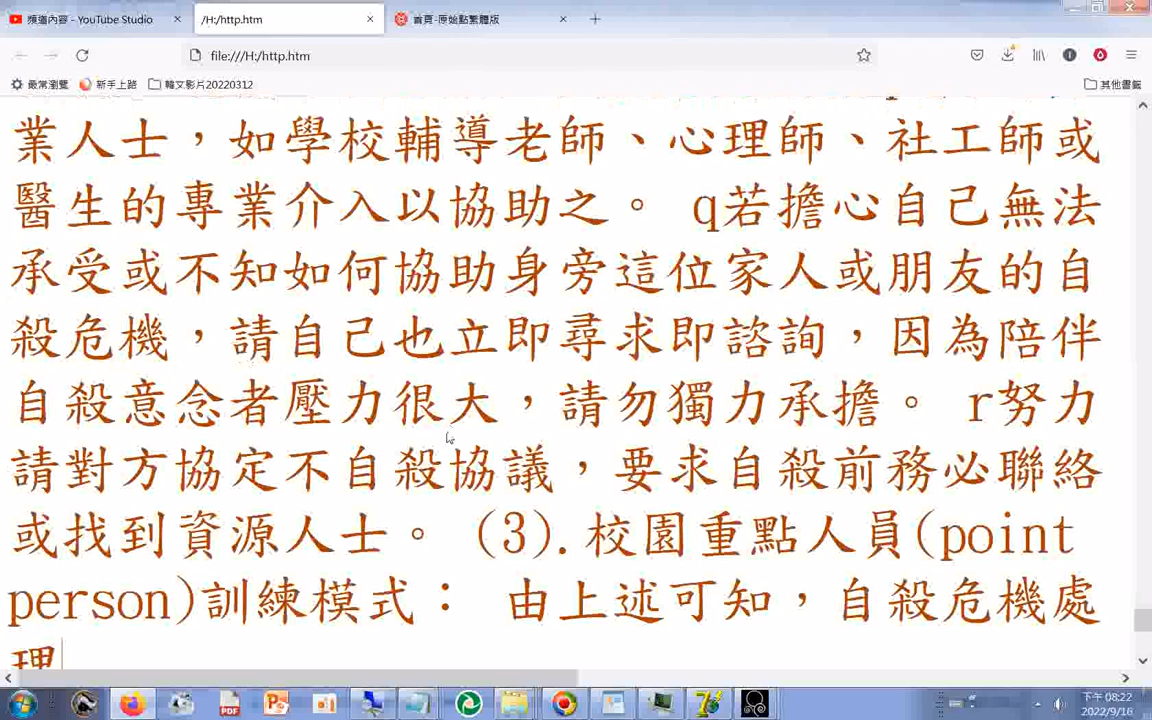 頻道內容 - YouTube Studio
/H:/http.htm
首頁-原始點繁體版
file:///H:/http.htm
最常瀏覽
新手上路
韓文影片20220312
其他書籤
業人士，如學校輔導老師、心理師、社工師或
醫生的專業介入以協助之。 q若擔心自己無法
承受或不知如何協助身旁這位家人或朋友的自
殺危機，請自己也立即尋求即諮詢，因為陪伴
自殺意念者壓力很大，請勿獨力承擔。 r努力
請對方協定不自殺協議，要求自殺前務必聯絡
或找到資源人士。 (3).校園重點人員(point
person)訓練模式： 由上述可知，自殺危機處
理
下午 08:22
2022/9/16